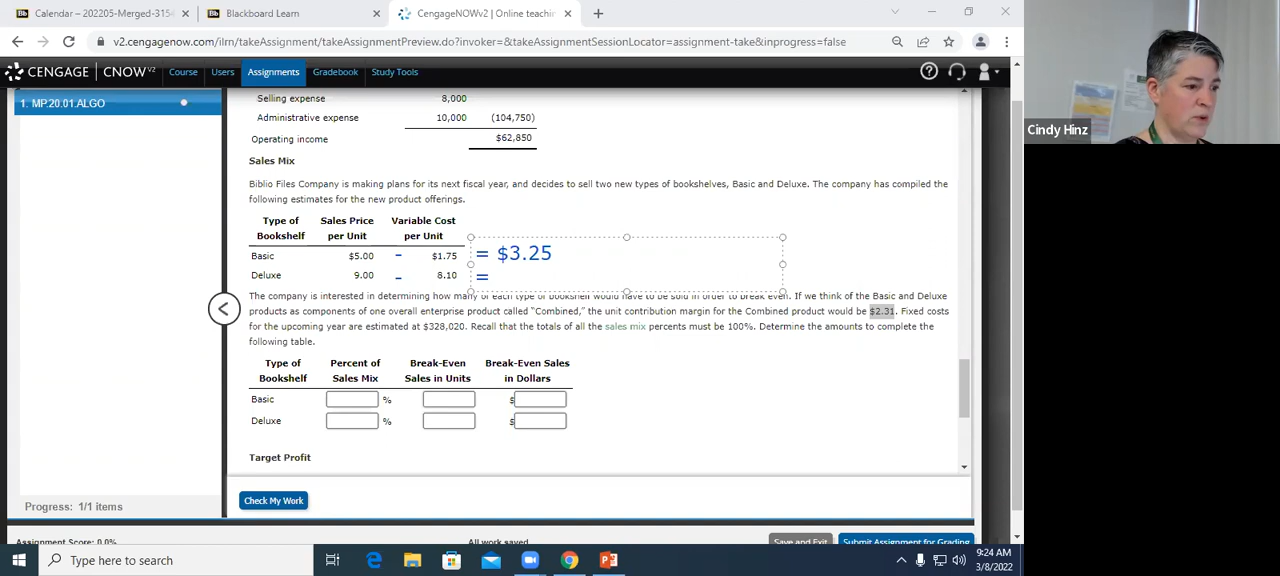 Calendar – 202205-Merged-3154
Blackboard Learn
CengageNOWv2 | Online teachin
v2.cengagenow.com/ilrn/takeAssignment/takeAssignmentPreview.do?invoker=&takeAssignmentSessionLocator=assignment-take&inprogress=false
CENGAGE | CNOWV2 Course Users Assignments Gradebook Study Tools
1. MP.20.01.ALGO
Selling expense 8,000
Administrative expense 10,000 (104,750)
Operating income $62,850
Sales Mix
Cindy Hinz
Biblio Files Company is making plans for its next fiscal year, and decides to sell two new types of bookshelves, Basic and Deluxe. The company has compiled the
following estimates for the new product offerings.
Type of Sales Price Variable Cost
Bookshelf per Unit per Unit
Basic $5.00 - $1.75 = $3.25
Deluxe 9.00 - 8.10 =
The company is interested in determining how many of each type of bookshelf would have to be sold in order to break even. If we think of the Basic and Deluxe
products as components of one overall enterprise product called "Combined," the unit contribution margin for the Combined product would be $2.31. Fixed costs
for the upcoming year are estimated at $328,020. Recall that the totals of all the sales mix percents must be 100%. Determine the amounts to complete the
following table.
Type of Percent of Break-Even Break-Even Sales
Bookshelf Sales Mix Sales in Units in Dollars
Basic % $
Deluxe % $
Target Profit
Check My Work
Progress: 1/1 items
Assignment Score: 0.0% All work saved. Save and Exit Submit Assignment for Grading
Type here to search
9:24 AM
3/8/2022